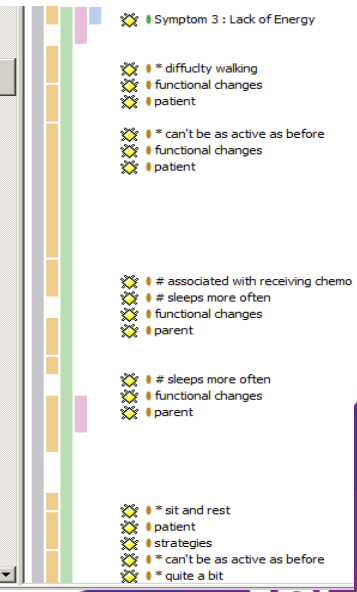 Symptom 3 : Lack of Energy
* diffuclty walking
functional changes
patient
* can't be as active as before
functional changes
patient
# associated with receiving chemo
# sleeps more often
functional changes
parent
# sleeps more often
functional changes
parent
* sit and rest
patient
strategies
* can't be as active as before
* quite a bit